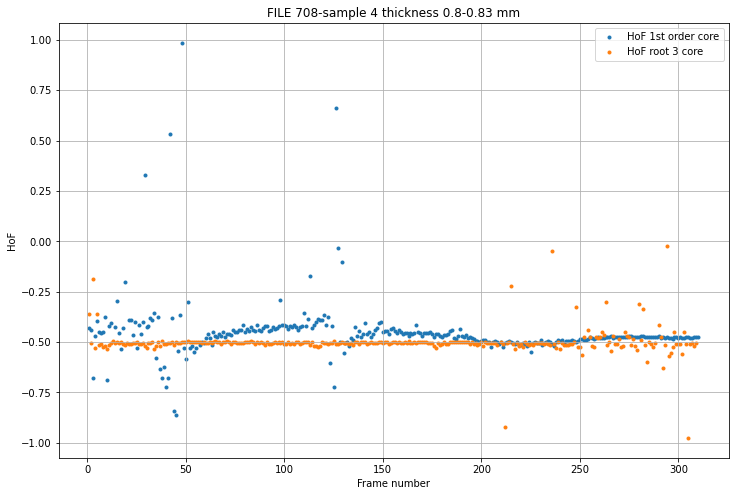 FILE 708-sample 4 thickness 0.8-0.83 mm
HoF 1st order core
HoF root 3 core
1.00
0.75
0.50
0.25
0.00
−0.25
−0.50
−0.75
−1.00
HoF
0 50 100 150 200 250 300
Frame number